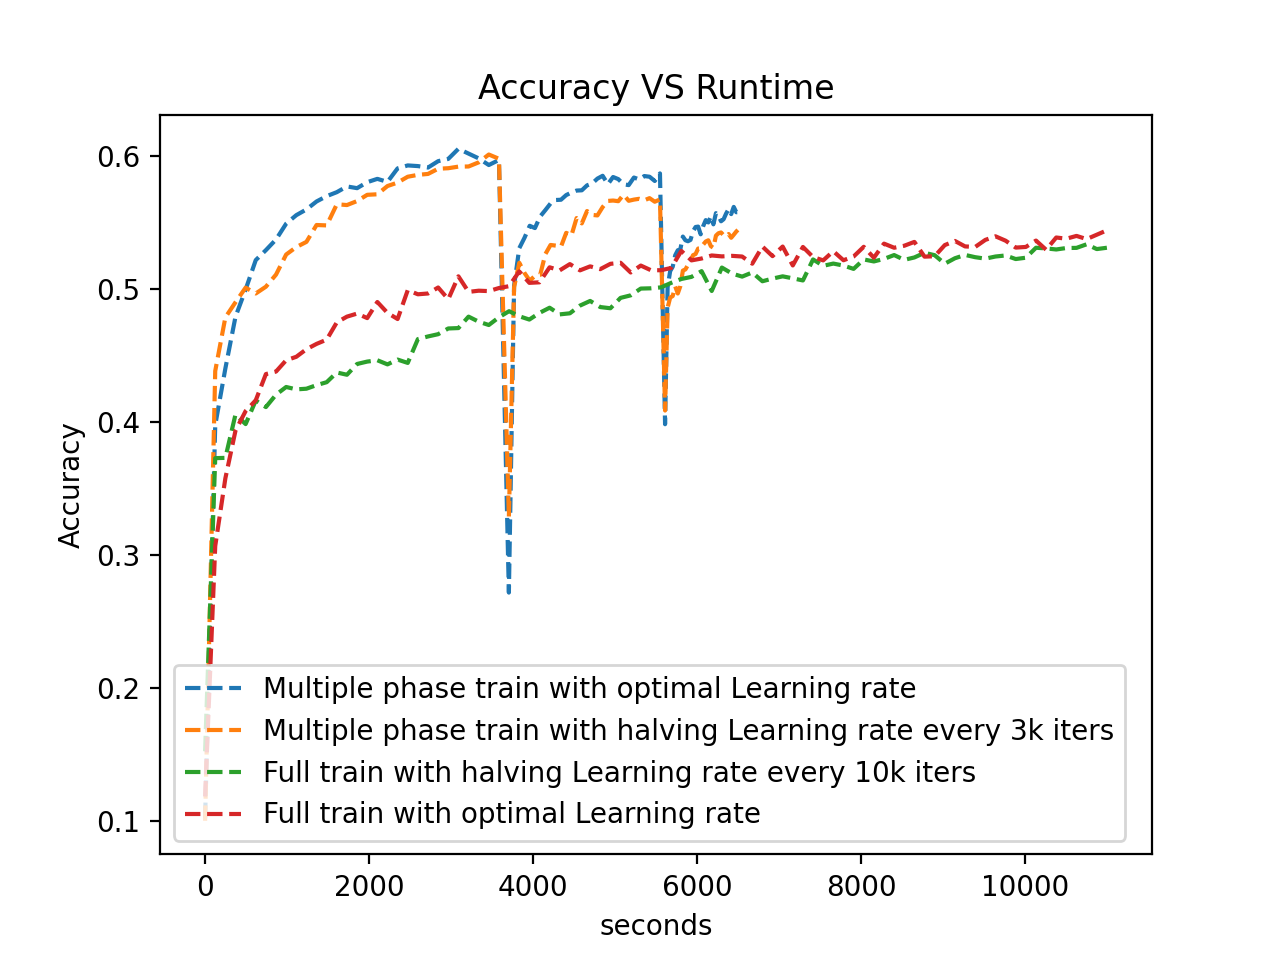 Accuracy VS Runtime
0.6
0.5
0.4
0.3
0.2
0.1
Accuracy
Multiple phase train with optimal Learning rate
Multiple phase train with halving Learning rate every 3k iters
Full train with halving Learning rate every 10k iters
Full train with optimal Learning rate
0 2000 4000 6000 8000 10000
seconds